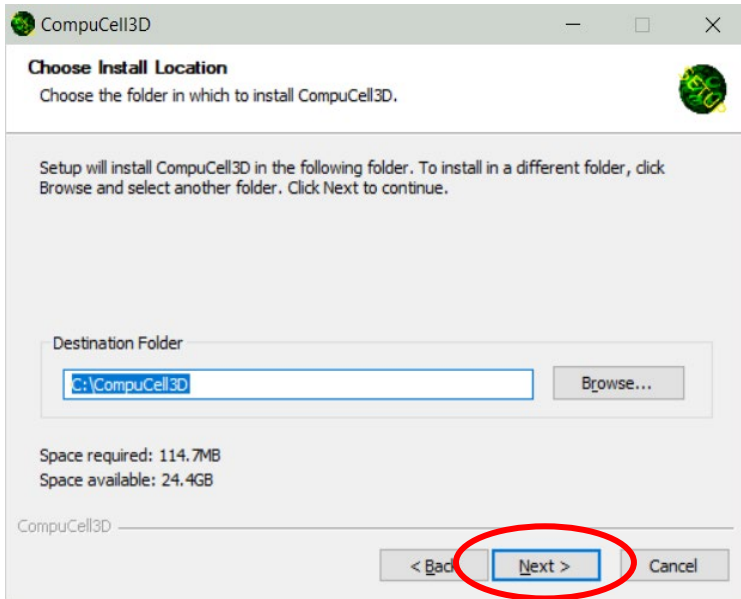 CompuCell3D
Choose Install Location
Choose the folder in which to install CompuCell3D.
Setup will install CompuCell3D in the following folder. To install in a different folder, click
Browse and select another folder. Click Next to continue.
Destination Folder
C:\CompuCell3D
Browse...
Space required: 114.7MB
Space available: 24.4GB
CompuCell3D
< Back
Next >
Cancel